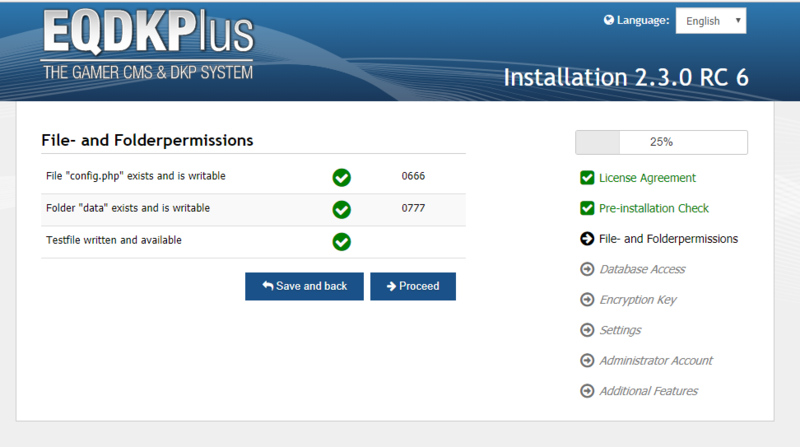 EQDKPlus
THE GAMER CMS & DKP SYSTEM
Language: English
Installation 2.3.0 RC 6
File- and Folderpermissions
File "config.php" exists and is writable 0666
Folder "data" exists and is writable 0777
Testfile written and available
Save and back Proceed
25%
License Agreement
Pre-installation Check
File- and Folderpermissions
Database Access
Encryption Key
Settings
Administrator Account
Additional Features